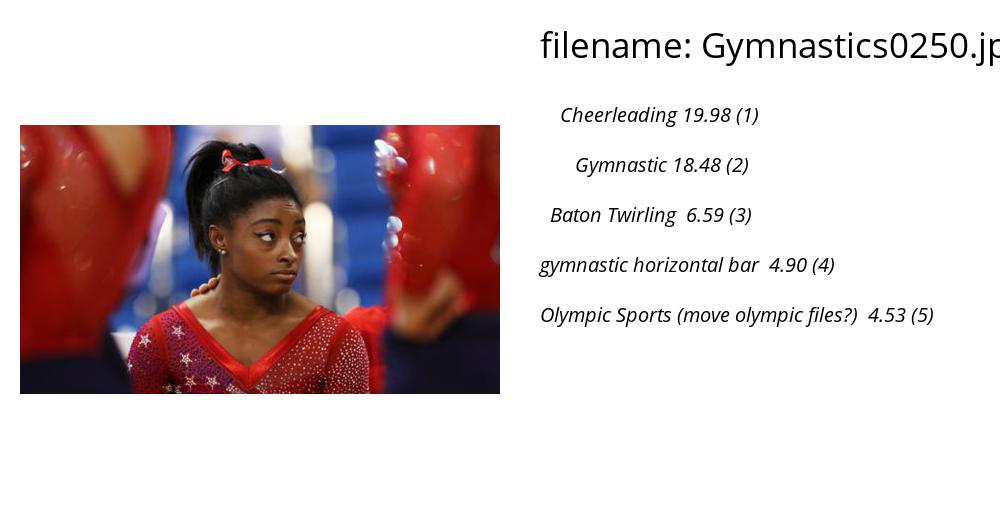 filename: Gymnastics0250.jp
Cheerleading 19.98 (1)
Gymnastic 18.48 (2)
Baton Twirling 6.59 (3)
gymnastic horizontal bar 4.90 (4)
Olympic Sports (move olympic files?) 4.53 (5)